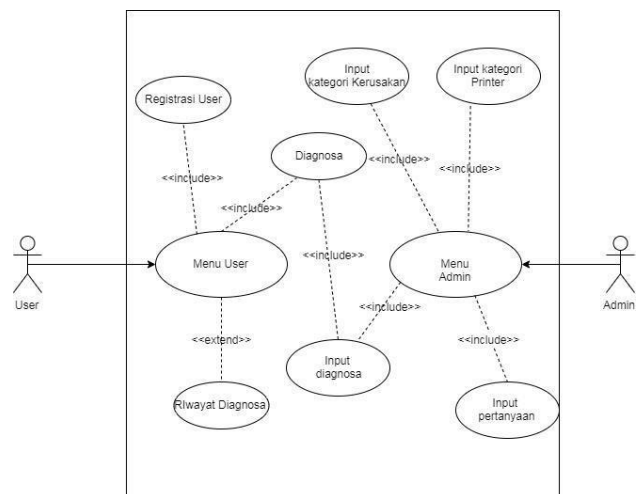 Input
kategori Kerusakan
Input kategori
Printer
Registrasi User
Diagnosa
<<include>>
<<include>>
<<include>>
<<include>>
User
Menu User
<<include>>
Menu
Admin
Admin
<<include>>
<<extend>>
<<include>>
Input
diagnosa
RIwayat Diagnosa
Input
pertanyaan